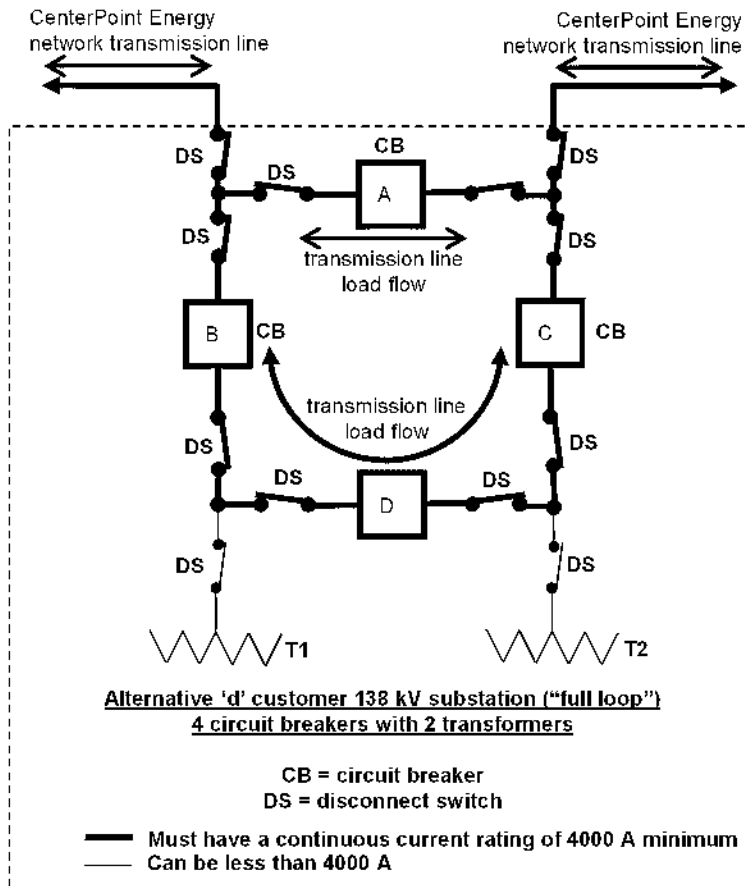 CenterPoint Energy
network transmission line
CenterPoint Energy
network transmission line
DS
DS
CB
A
DS
DS
DS
transmission line
load flow
B
CB
C
CB
transmission line
load flow
DS
DS
D
DS
DS
DS
DS
T1
T2
Alternative ‘d’ customer 138 kV substation (“full loop”)
4 circuit breakers with 2 transformers
CB = circuit breaker
DS = disconnect switch
Must have a continuous current rating of 4000 A minimum
Can be less than 4000 A